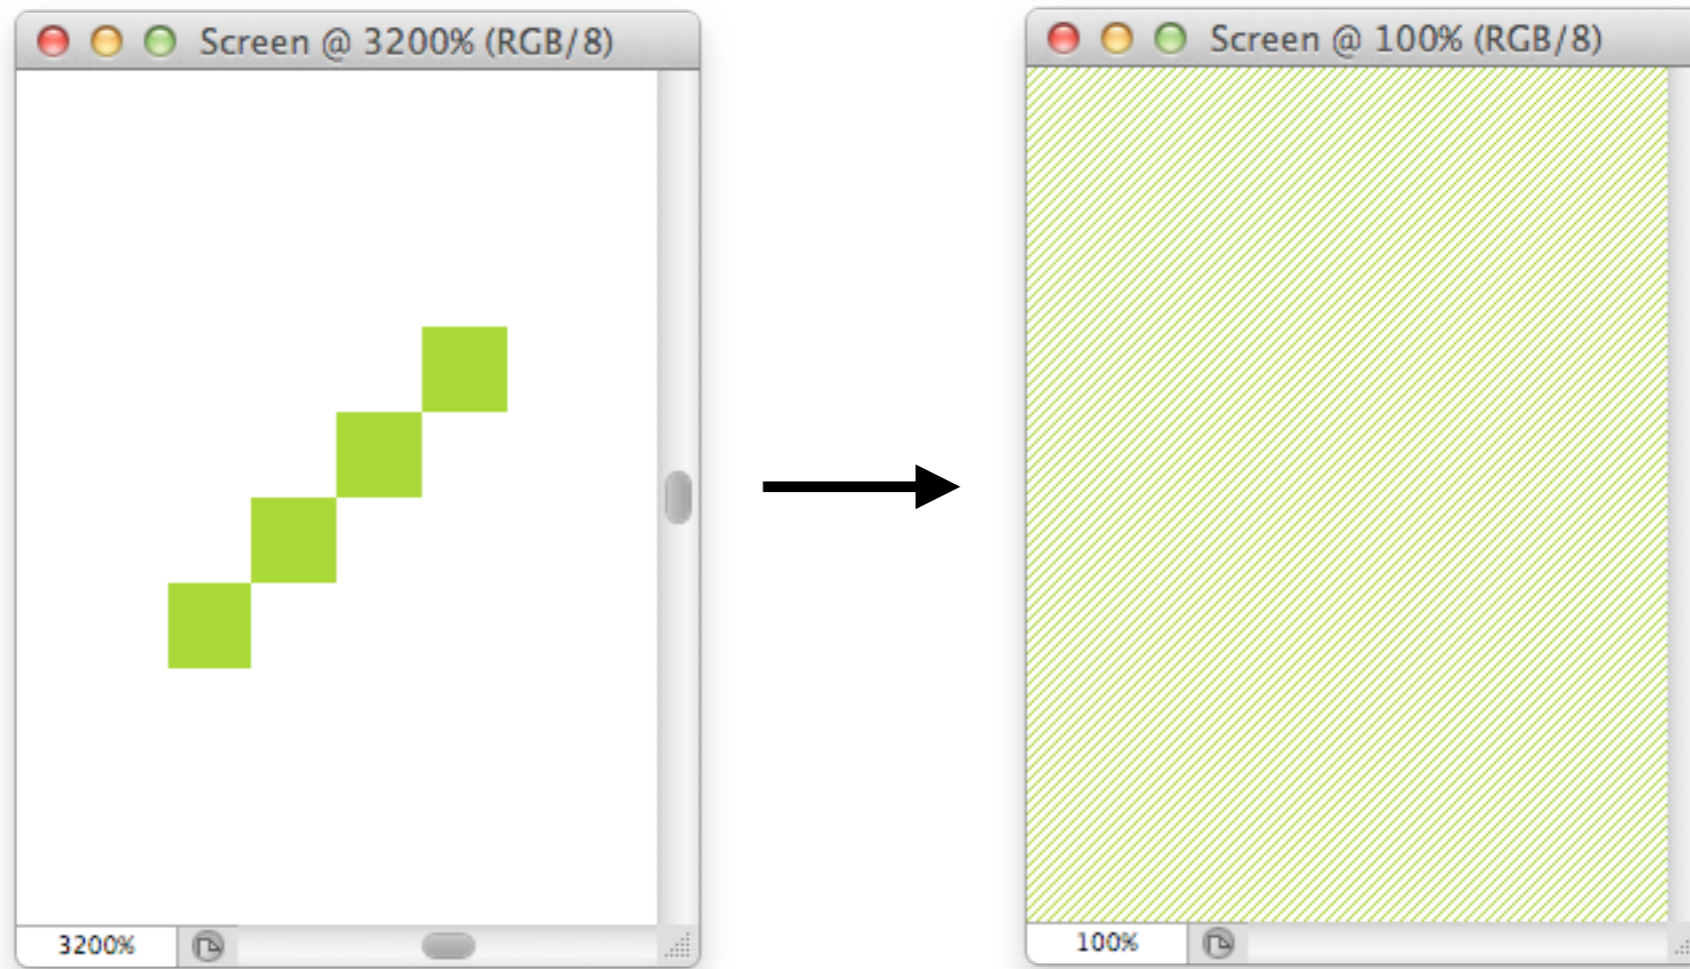 Screen @ 3200% (RGB/8)
3200%
Screen @ 100% (RGB/8)
100%